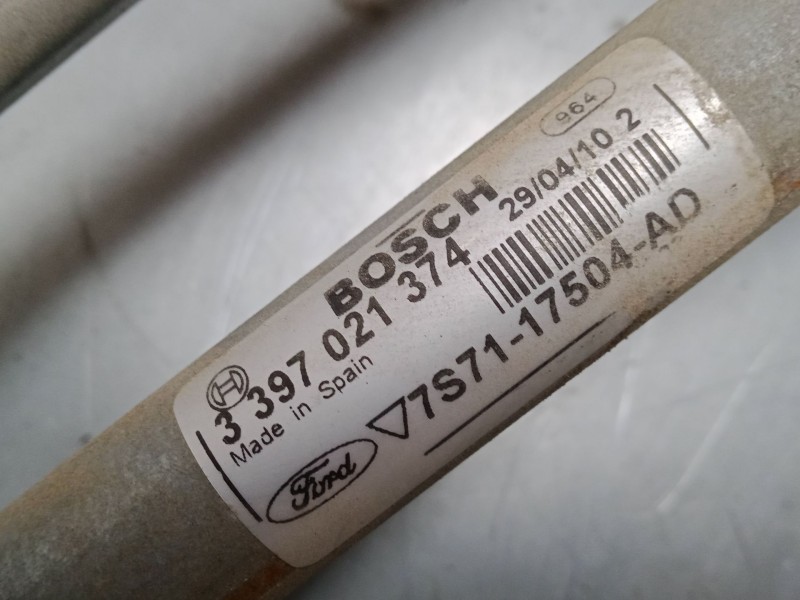 964
BOSCH
29/04/10 2
3 397 021 374
Made in Spain
Ford
7S71-17504-AD